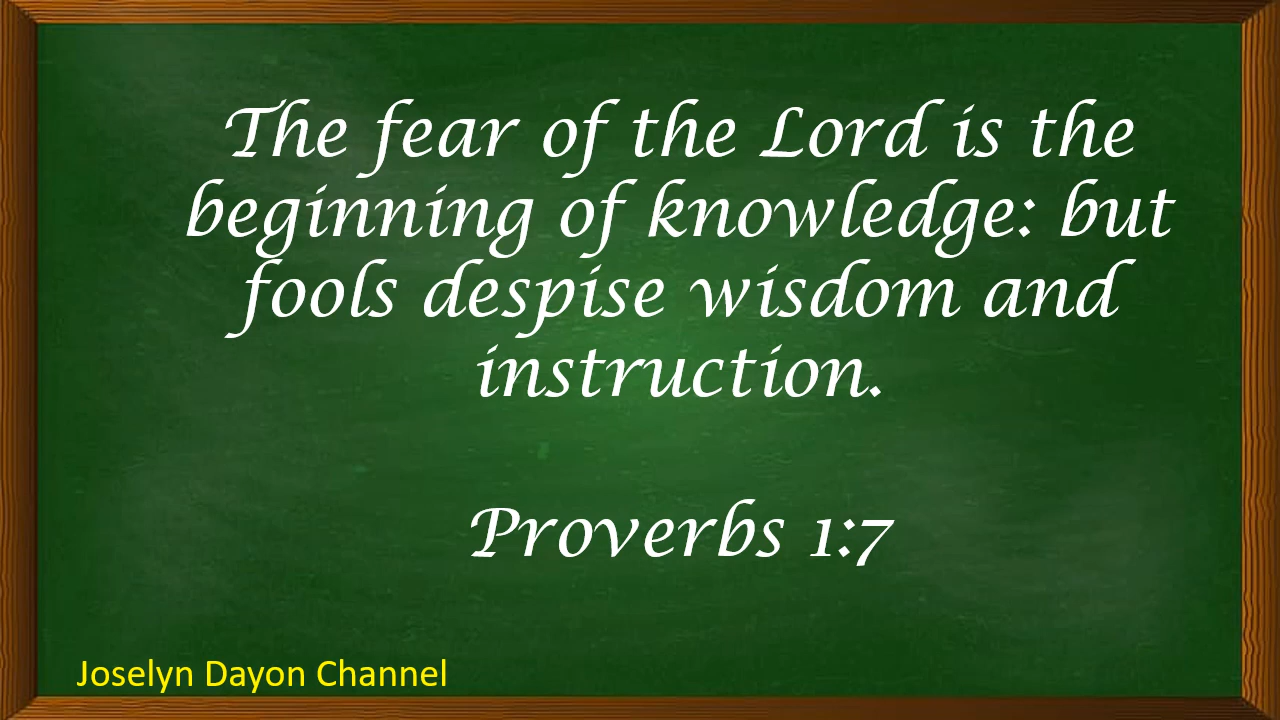 The fear of the Lord is the
beginning of knowledge: but
fools despise wisdom and
instruction.
Proverbs 1:7
Joselyn Dayon Channel